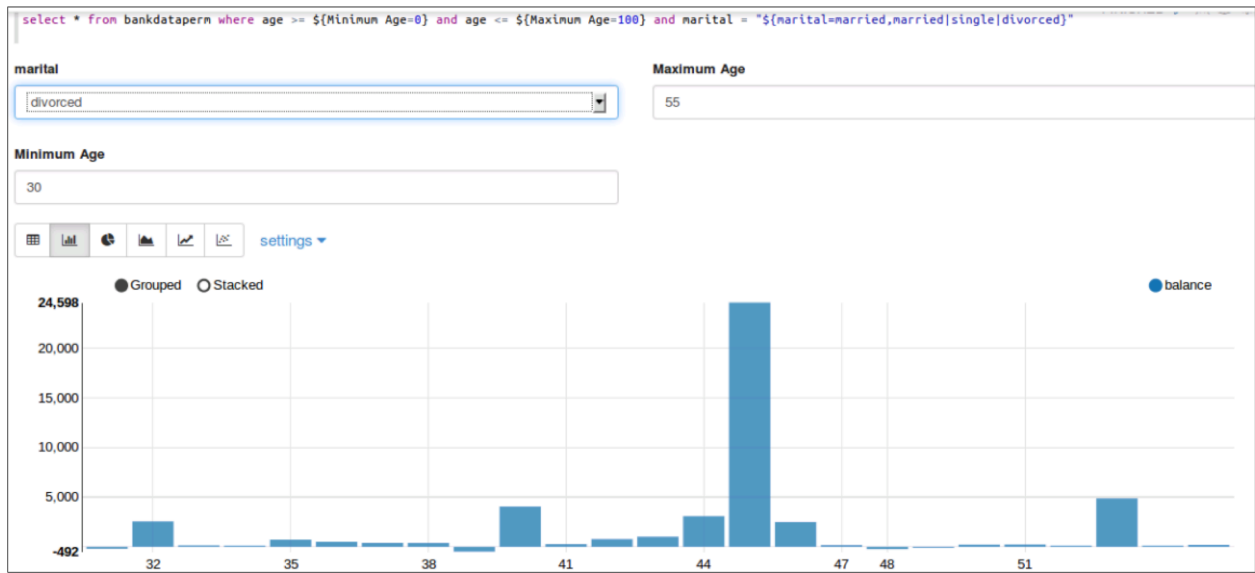 select * from bankdataperm where age >= ${Minimum Age=0} and age <= ${Maximum Age=100} and marital = "${marital=married,married|single|divorced}"
marital
Maximum Age
divorced
55
Minimum Age
30
settings
Grouped Stacked
balance
24,598
20,000
15,000
10,000
5,000
-492
32 35 38 41 44 47 48 51